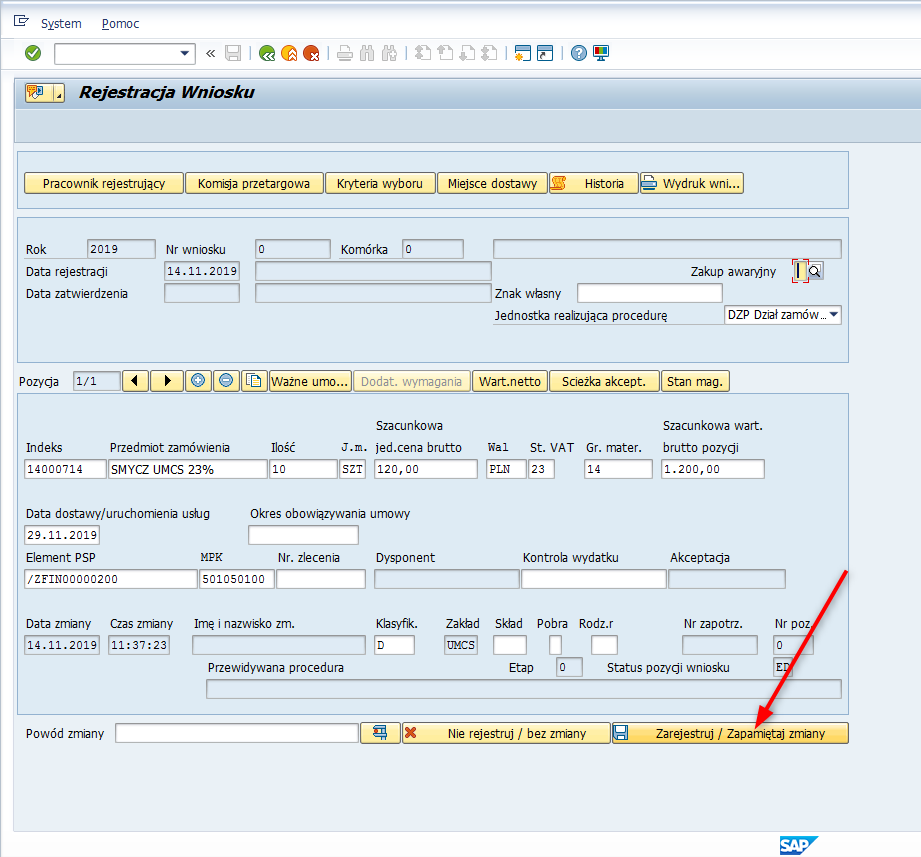 System Pomoc
Rejestracja Wniosku
Pracownik rejestrujący Komisja przetargowa Kryteria wyboru Miejsce dostawy Historia Wydruk wni...
Rok 2019 Nr wniosku 0 Komórka 0
Data rejestracji 14.11.2019 Zakup awaryjny
Data zatwierdzenia Znak własny
Jednostka realizująca procedurę DZP Dział zamów...
Pozycja 1/1 Ważne umo... Dodat. wymagania Wart.netto Scieżka akcept. Stan mag.
Szacunkowa Szacunkowa wart.
Indeks Przedmiot zamówienia Ilość J.m. jed.cena brutto Wal St. VAT Gr. mater. brutto pozycji
14000714 SMYCZ UMCS 23% 10 SZT 120,00 PLN 23 14 1.200,00
Data dostawy/uruchomienia usług Okres obowiązywania umowy
29.11.2019
Element PSP MPK Nr. zlecenia Dysponent Kontrola wydatku Akceptacja
/ZFIN00000200 501050100
Data zmiany Czas zmiany Imę i nazwisko zm. Klasyfik. Zakład Skład Pobra Rodz.r Nr zapotrz. Nr poz.
14.11.2019 11:37:23 D UMCS 0
Przewidywana procedura Etap 0 Status pozycji wniosku ED
Powód zmiany Nie rejestruj / bez zmiany Zarejestruj / Zapamiętaj zmiany
SAP